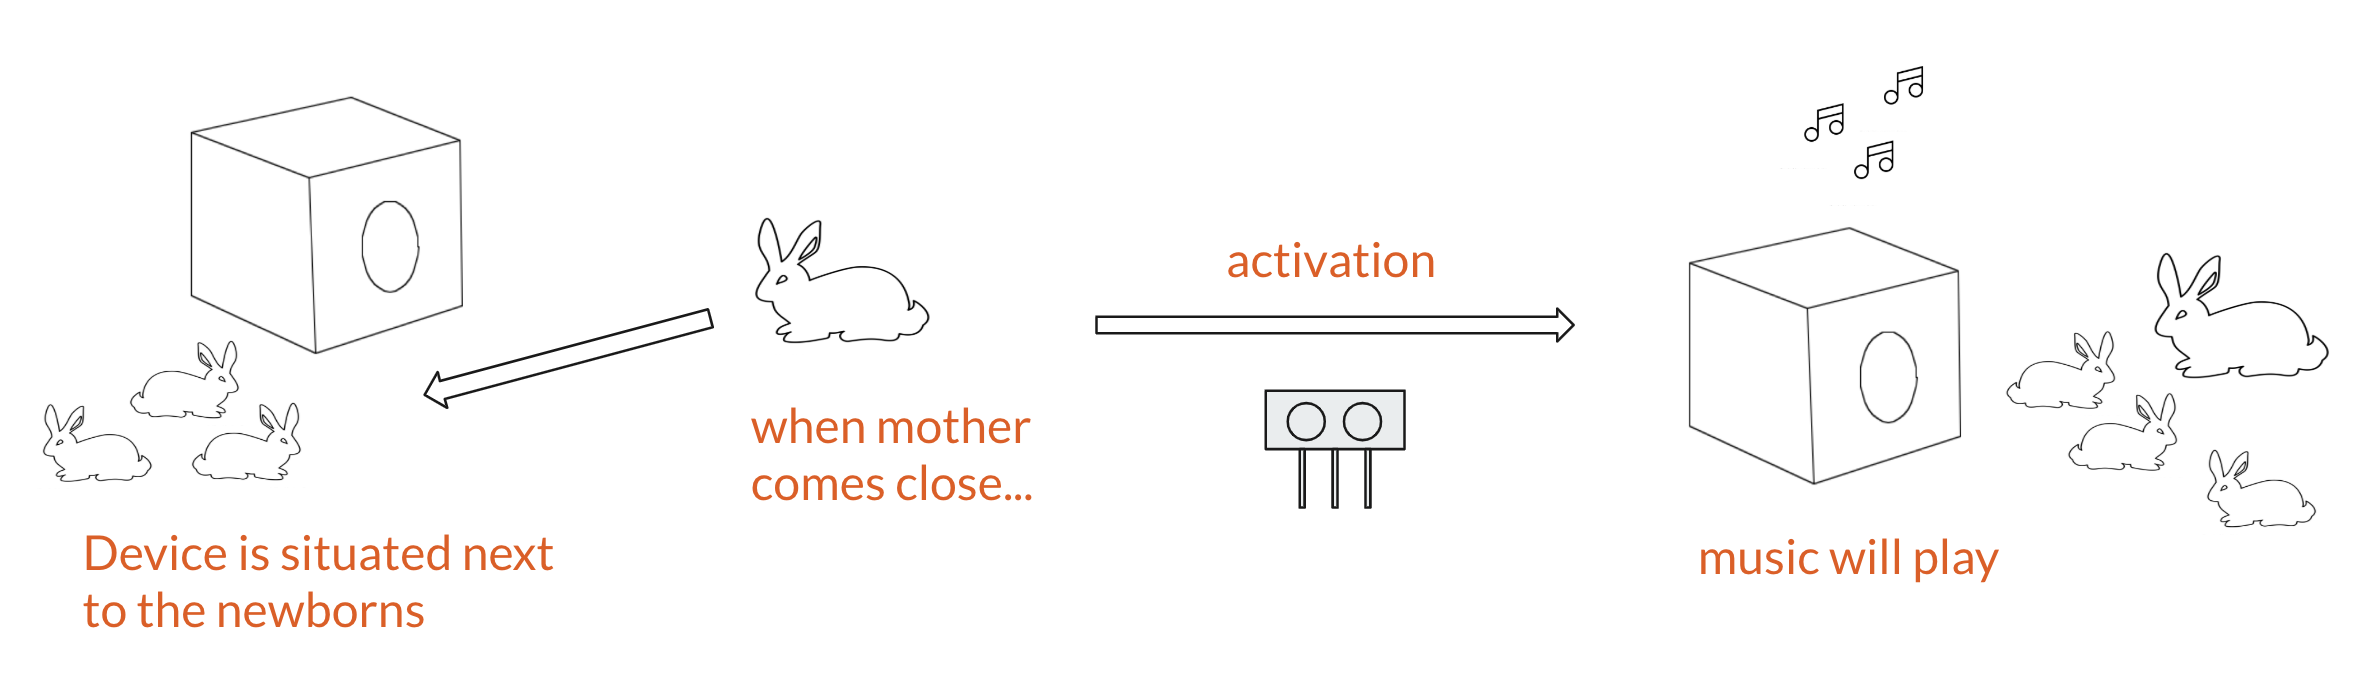 Device is situated next
to the newborns
when mother
comes close...
activation
music will play